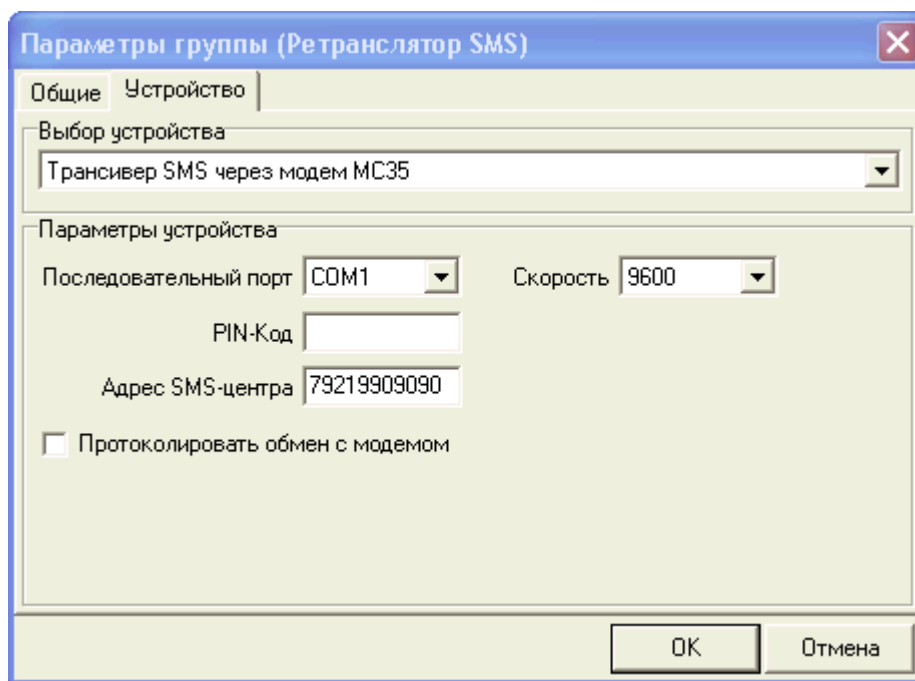 Параметры группы (Ретранслятор SMS)
Общие Устройство
Выбор устройства
Трансивер SMS через модем MC35
Параметры устройства
Последовательный порт COM1 Скорость 9600
PIN-Код
Адрес SMS-центра 79219909090
Протоколировать обмен с модемом
OK Отмена